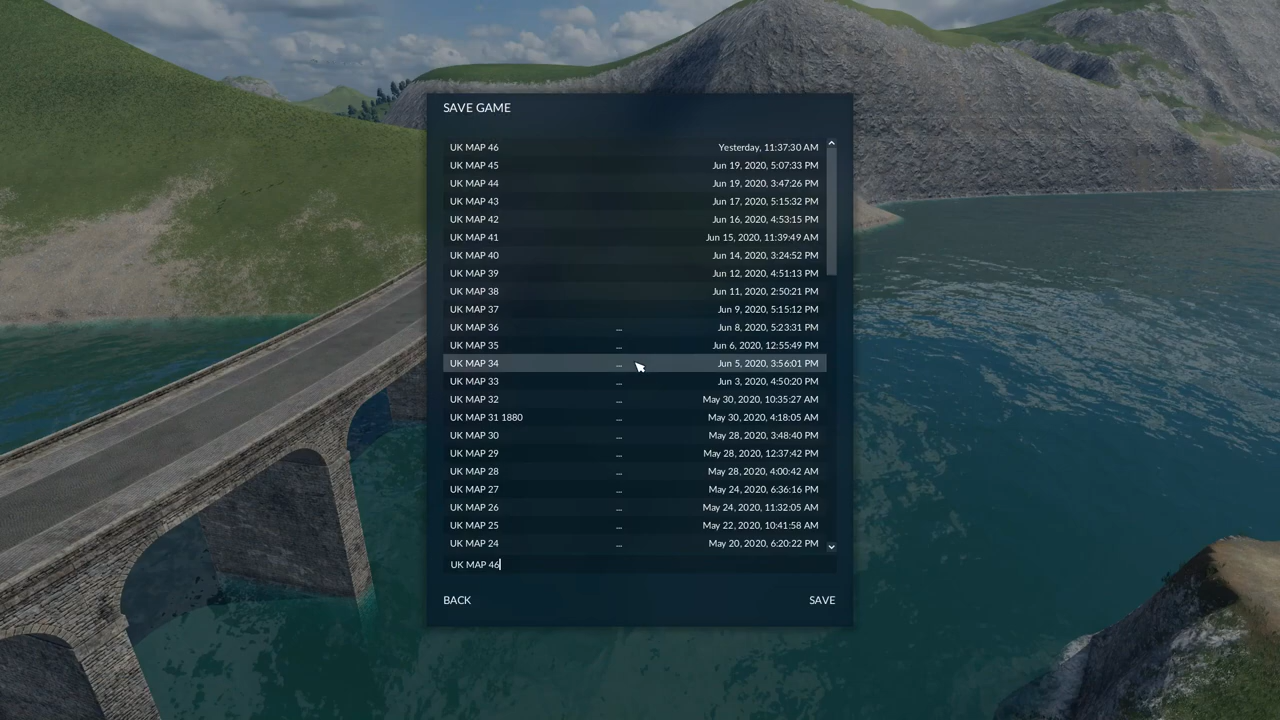 SAVE GAME
UK MAP 46 Yesterday, 11:37:30 AM
UK MAP 45 Jun 19, 2020, 5:07:33 PM
UK MAP 44 Jun 19, 2020, 3:47:26 PM
UK MAP 43 Jun 17, 2020, 5:15:32 PM
UK MAP 42 Jun 16, 2020, 4:53:15 PM
UK MAP 41 Jun 15, 2020, 11:39:49 AM
UK MAP 40 Jun 14, 2020, 3:24:52 PM
UK MAP 39 Jun 12, 2020, 4:51:13 PM
UK MAP 38 Jun 11, 2020, 2:50:21 PM
UK MAP 37 Jun 9, 2020, 5:15:12 PM
UK MAP 36 ... Jun 8, 2020, 5:23:31 PM
UK MAP 35 ... Jun 6, 2020, 12:55:49 PM
UK MAP 34 ... Jun 5, 2020, 3:56:01 PM
UK MAP 33 ... Jun 3, 2020, 4:50:20 PM
UK MAP 32 ... May 30, 2020, 10:35:27 AM
UK MAP 31 1880 ... May 30, 2020, 4:18:05 AM
UK MAP 30 ... May 28, 2020, 3:48:40 PM
UK MAP 29 ... May 28, 2020, 12:37:42 PM
UK MAP 28 ... May 28, 2020, 4:00:42 AM
UK MAP 27 ... May 24, 2020, 6:36:16 PM
UK MAP 26 ... May 24, 2020, 11:32:05 AM
UK MAP 25 ... May 22, 2020, 10:41:58 AM
UK MAP 24 ... May 20, 2020, 6:20:22 PM
UK MAP 46
BACK SAVE